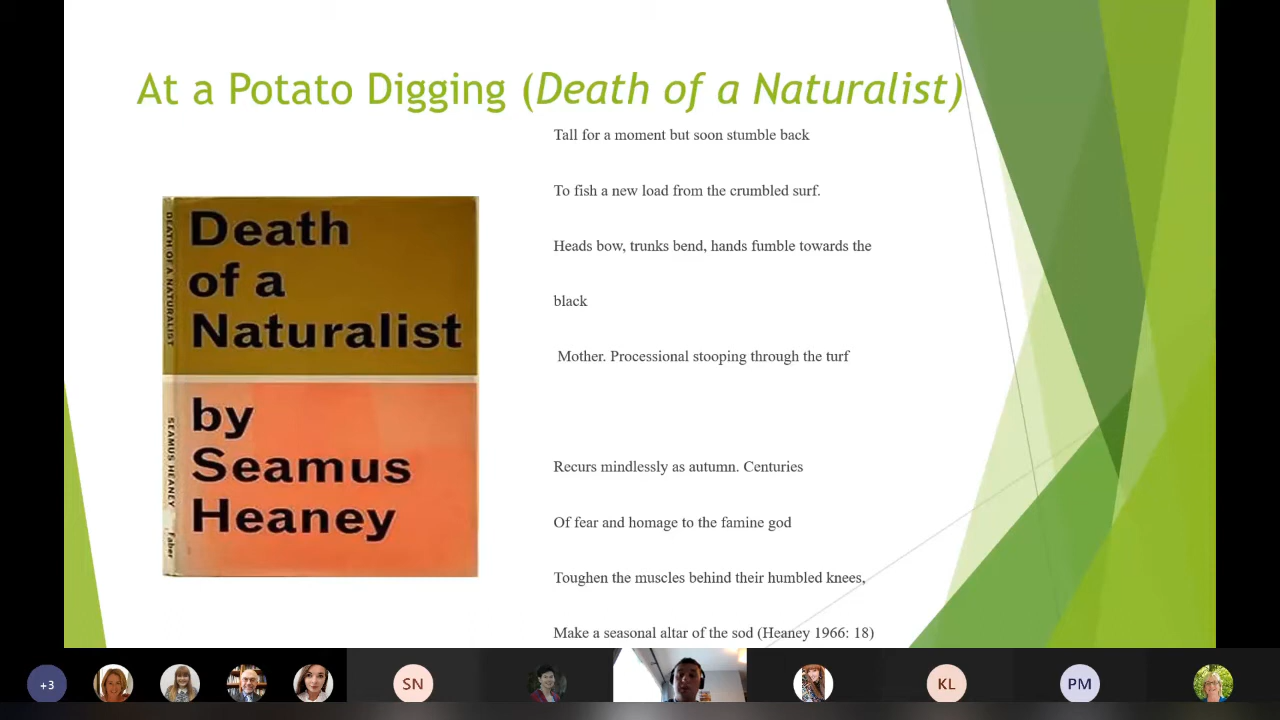 At a Potato Digging (Death of a Naturalist)
Tall for a moment but soon stumble back
To fish a new load from the crumbled surf.
Heads bow, trunks bend, hands fumble towards the
black
Mother. Processional stooping through the turf
Recurs mindlessly as autumn. Centuries
Of fear and homage to the famine god
Toughen the muscles behind their humbled knees,
Make a seasonal altar of the sod (Heaney 1966: 18)
Death
of a
Naturalist
by
Seamus
Heaney
DEATH OF A NATURALIST
SEAMUS HEANEY
Faber
+3
SN
KL
PM